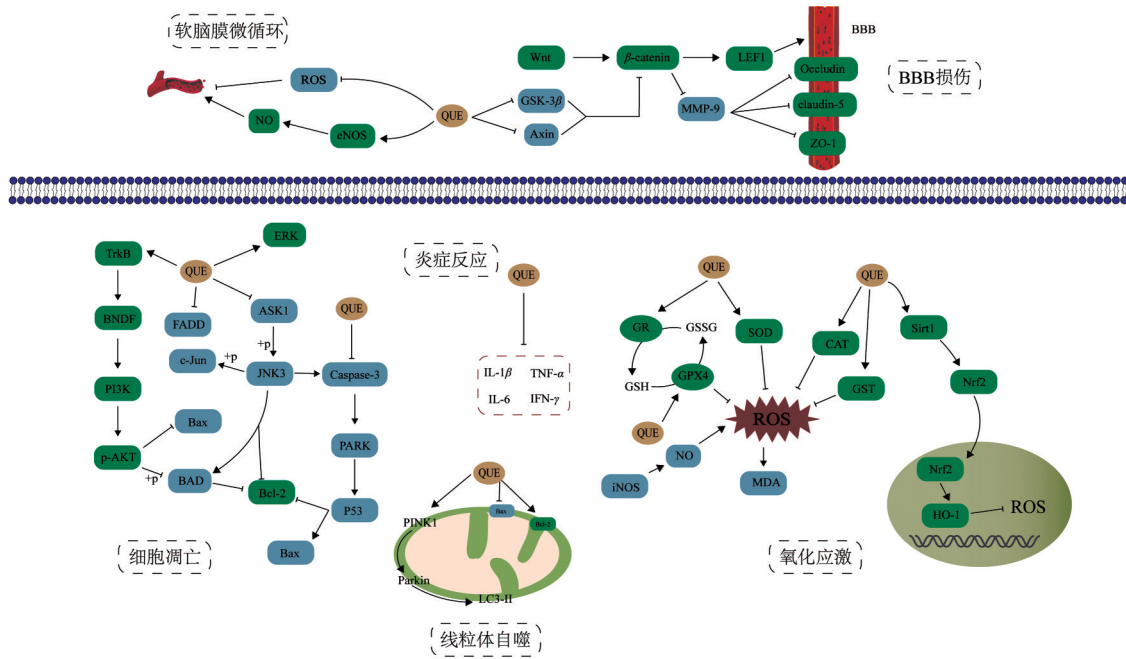 软脑膜微循环
BBB
Wnt
β-catenin
LEF1
Occludin
BBB损伤
ROS
GSK-3β
MMP-9
claudin-5
QUE
NO
eNOS
Axin
ZO-1
TrkB
QUE
ERK
炎症反应
QUE
QUE
QUE
BNDF
FADD
ASK1
QUE
GR
GSSG
SOD
CAT
Sirt1
c-Jun
+p
+p
JNK3
Caspase-3
IL-1β
TNF-α
GSH
GPX4
GST
Nrf2
PI3K
IL-6
IFN-γ
Bax
QUE
ROS
p-AKT
PARK
NO
+p
BAD
Bcl-2
QUE
iNOS
MDA
Nrf2
P53
Bax
Bcl-2
PINK1
HO-1
ROS
细胞凋亡
Bax
氧化应激
Parkin
LC3-II
线粒体自噬